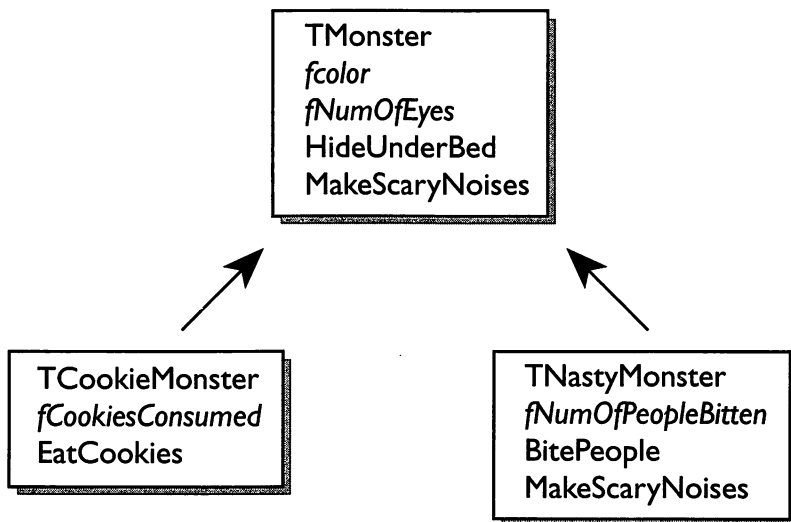 TMonster
fcolor
fNumOfEyes
HideUnderBed
MakeScaryNoises
TCookieMonster
fCookiesConsumed
EatCookies
TNastyMonster
fNumOfPeopleBitten
BitePeople
MakeScaryNoises